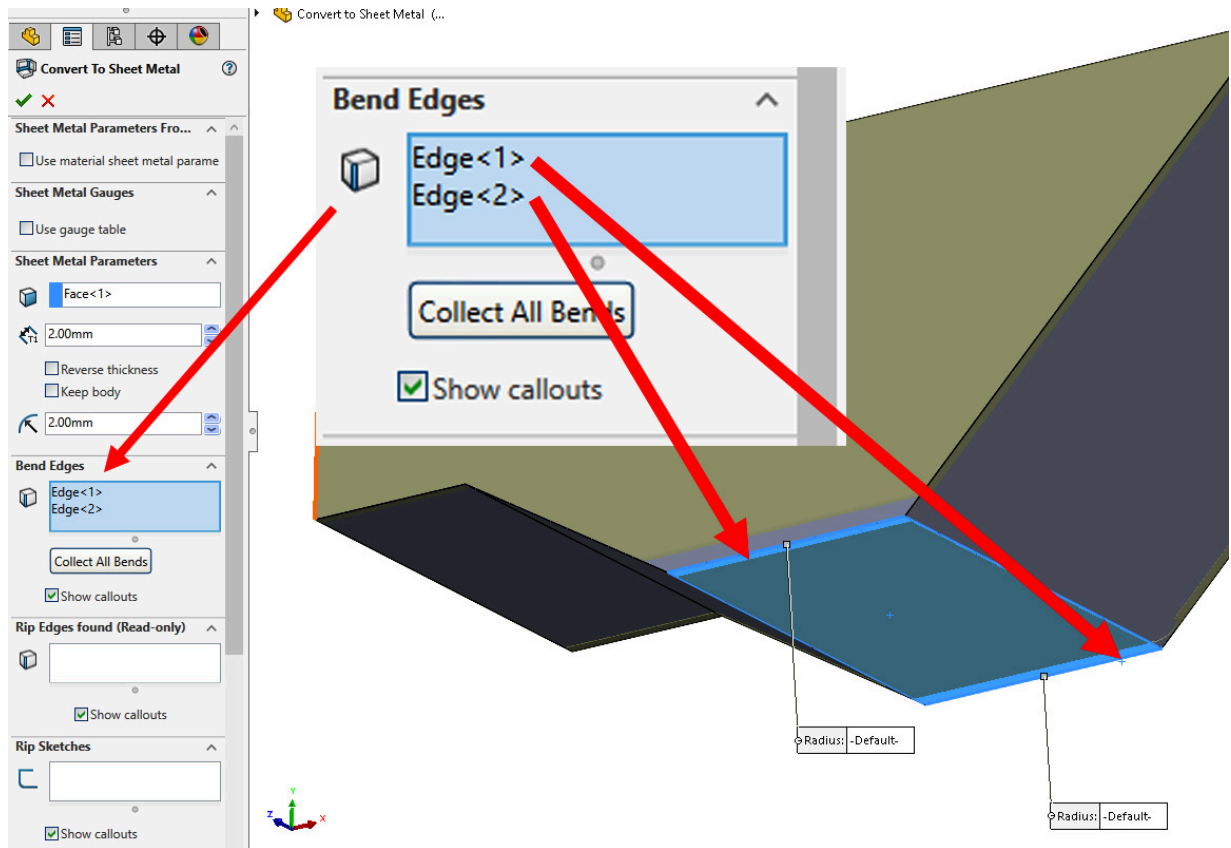 Convert to Sheet Metal (...
Convert To Sheet Metal
Sheet Metal Parameters Fro...
Use material sheet metal parame
Sheet Metal Gauges
Use gauge table
Sheet Metal Parameters
Face<1>
T1
2.00mm
Reverse thickness
Keep body
2.00mm
Bend Edges
Edge<1>
Edge<2>
Collect All Bends
Show callouts
Rip Edges found (Read-only)
Show callouts
Rip Sketches
Show callouts
Bend Edges
Edge<1>
Edge<2>
Collect All Bends
Show callouts
Radius: -Default-
Radius: -Default-
Y
Z
X